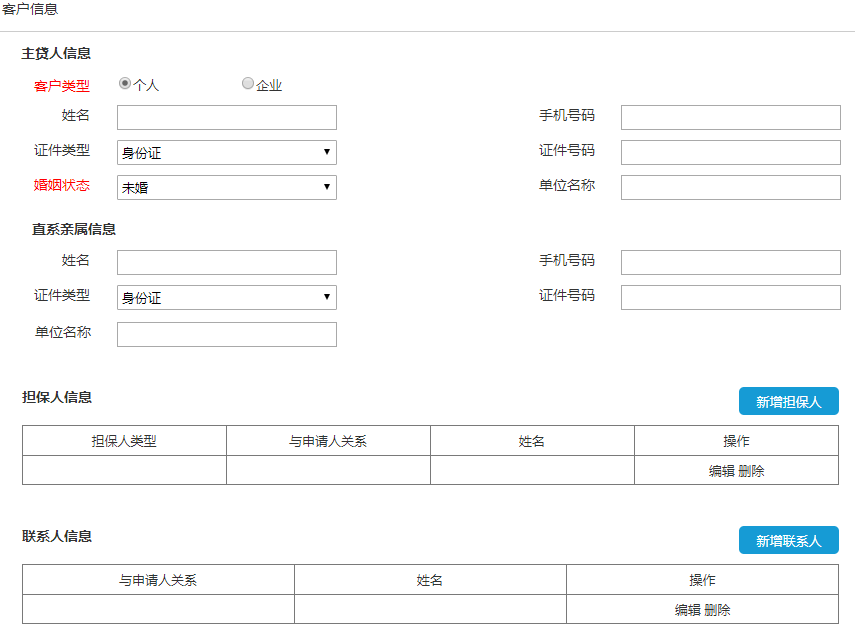 客户信息
主贷人信息
客户类型 个人 企业
姓名 手机号码
证件类型 身份证 证件号码
婚姻状态 未婚 单位名称
直系亲属信息
姓名 手机号码
证件类型 身份证 证件号码
单位名称
担保人信息 新增担保人
担保人类型 与申请人关系 姓名 操作
编辑 删除
联系人信息 新增联系人
与申请人关系 姓名 操作
编辑 删除